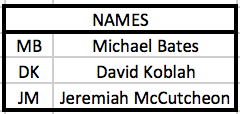 NAMES
MB Michael Bates
DK David Koblah
JM Jeremiah McCutcheon